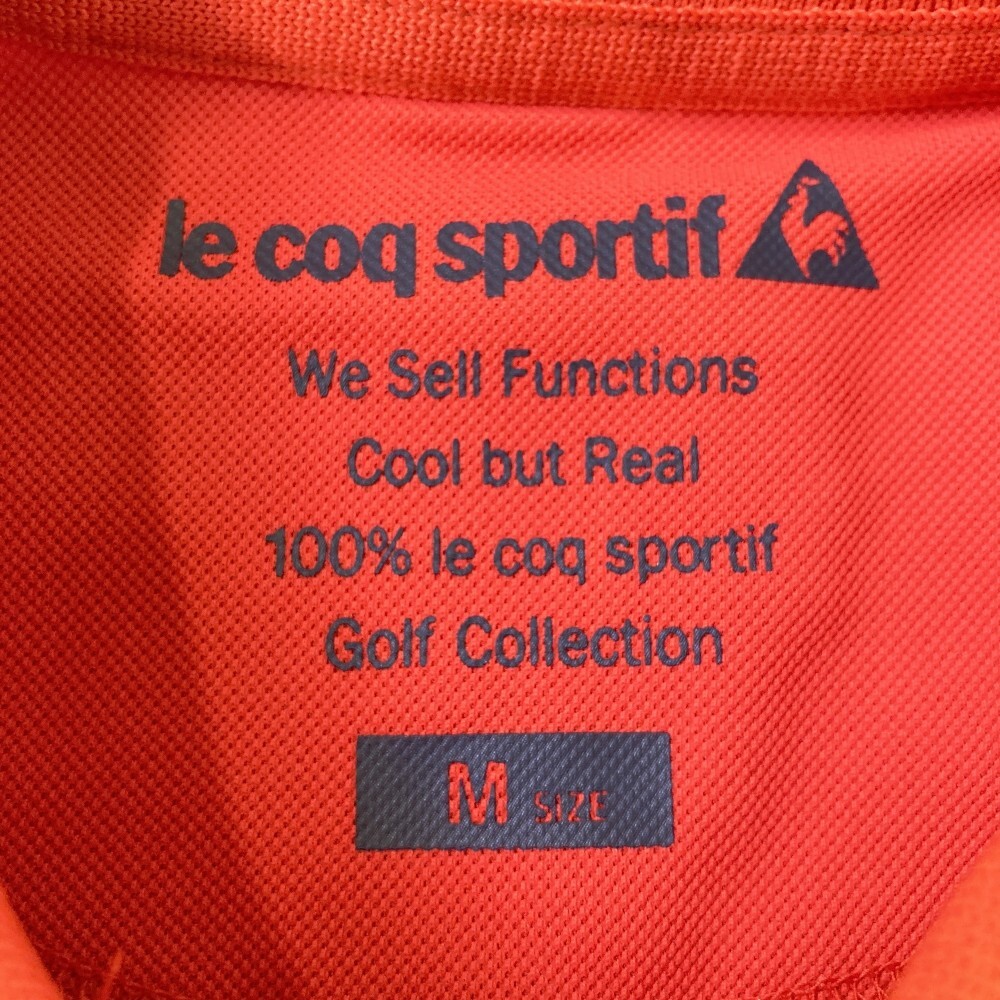 le coq sportif
We Sell Functions
Cool but Real
100% le coq sportif
Golf Collection
M SIZE